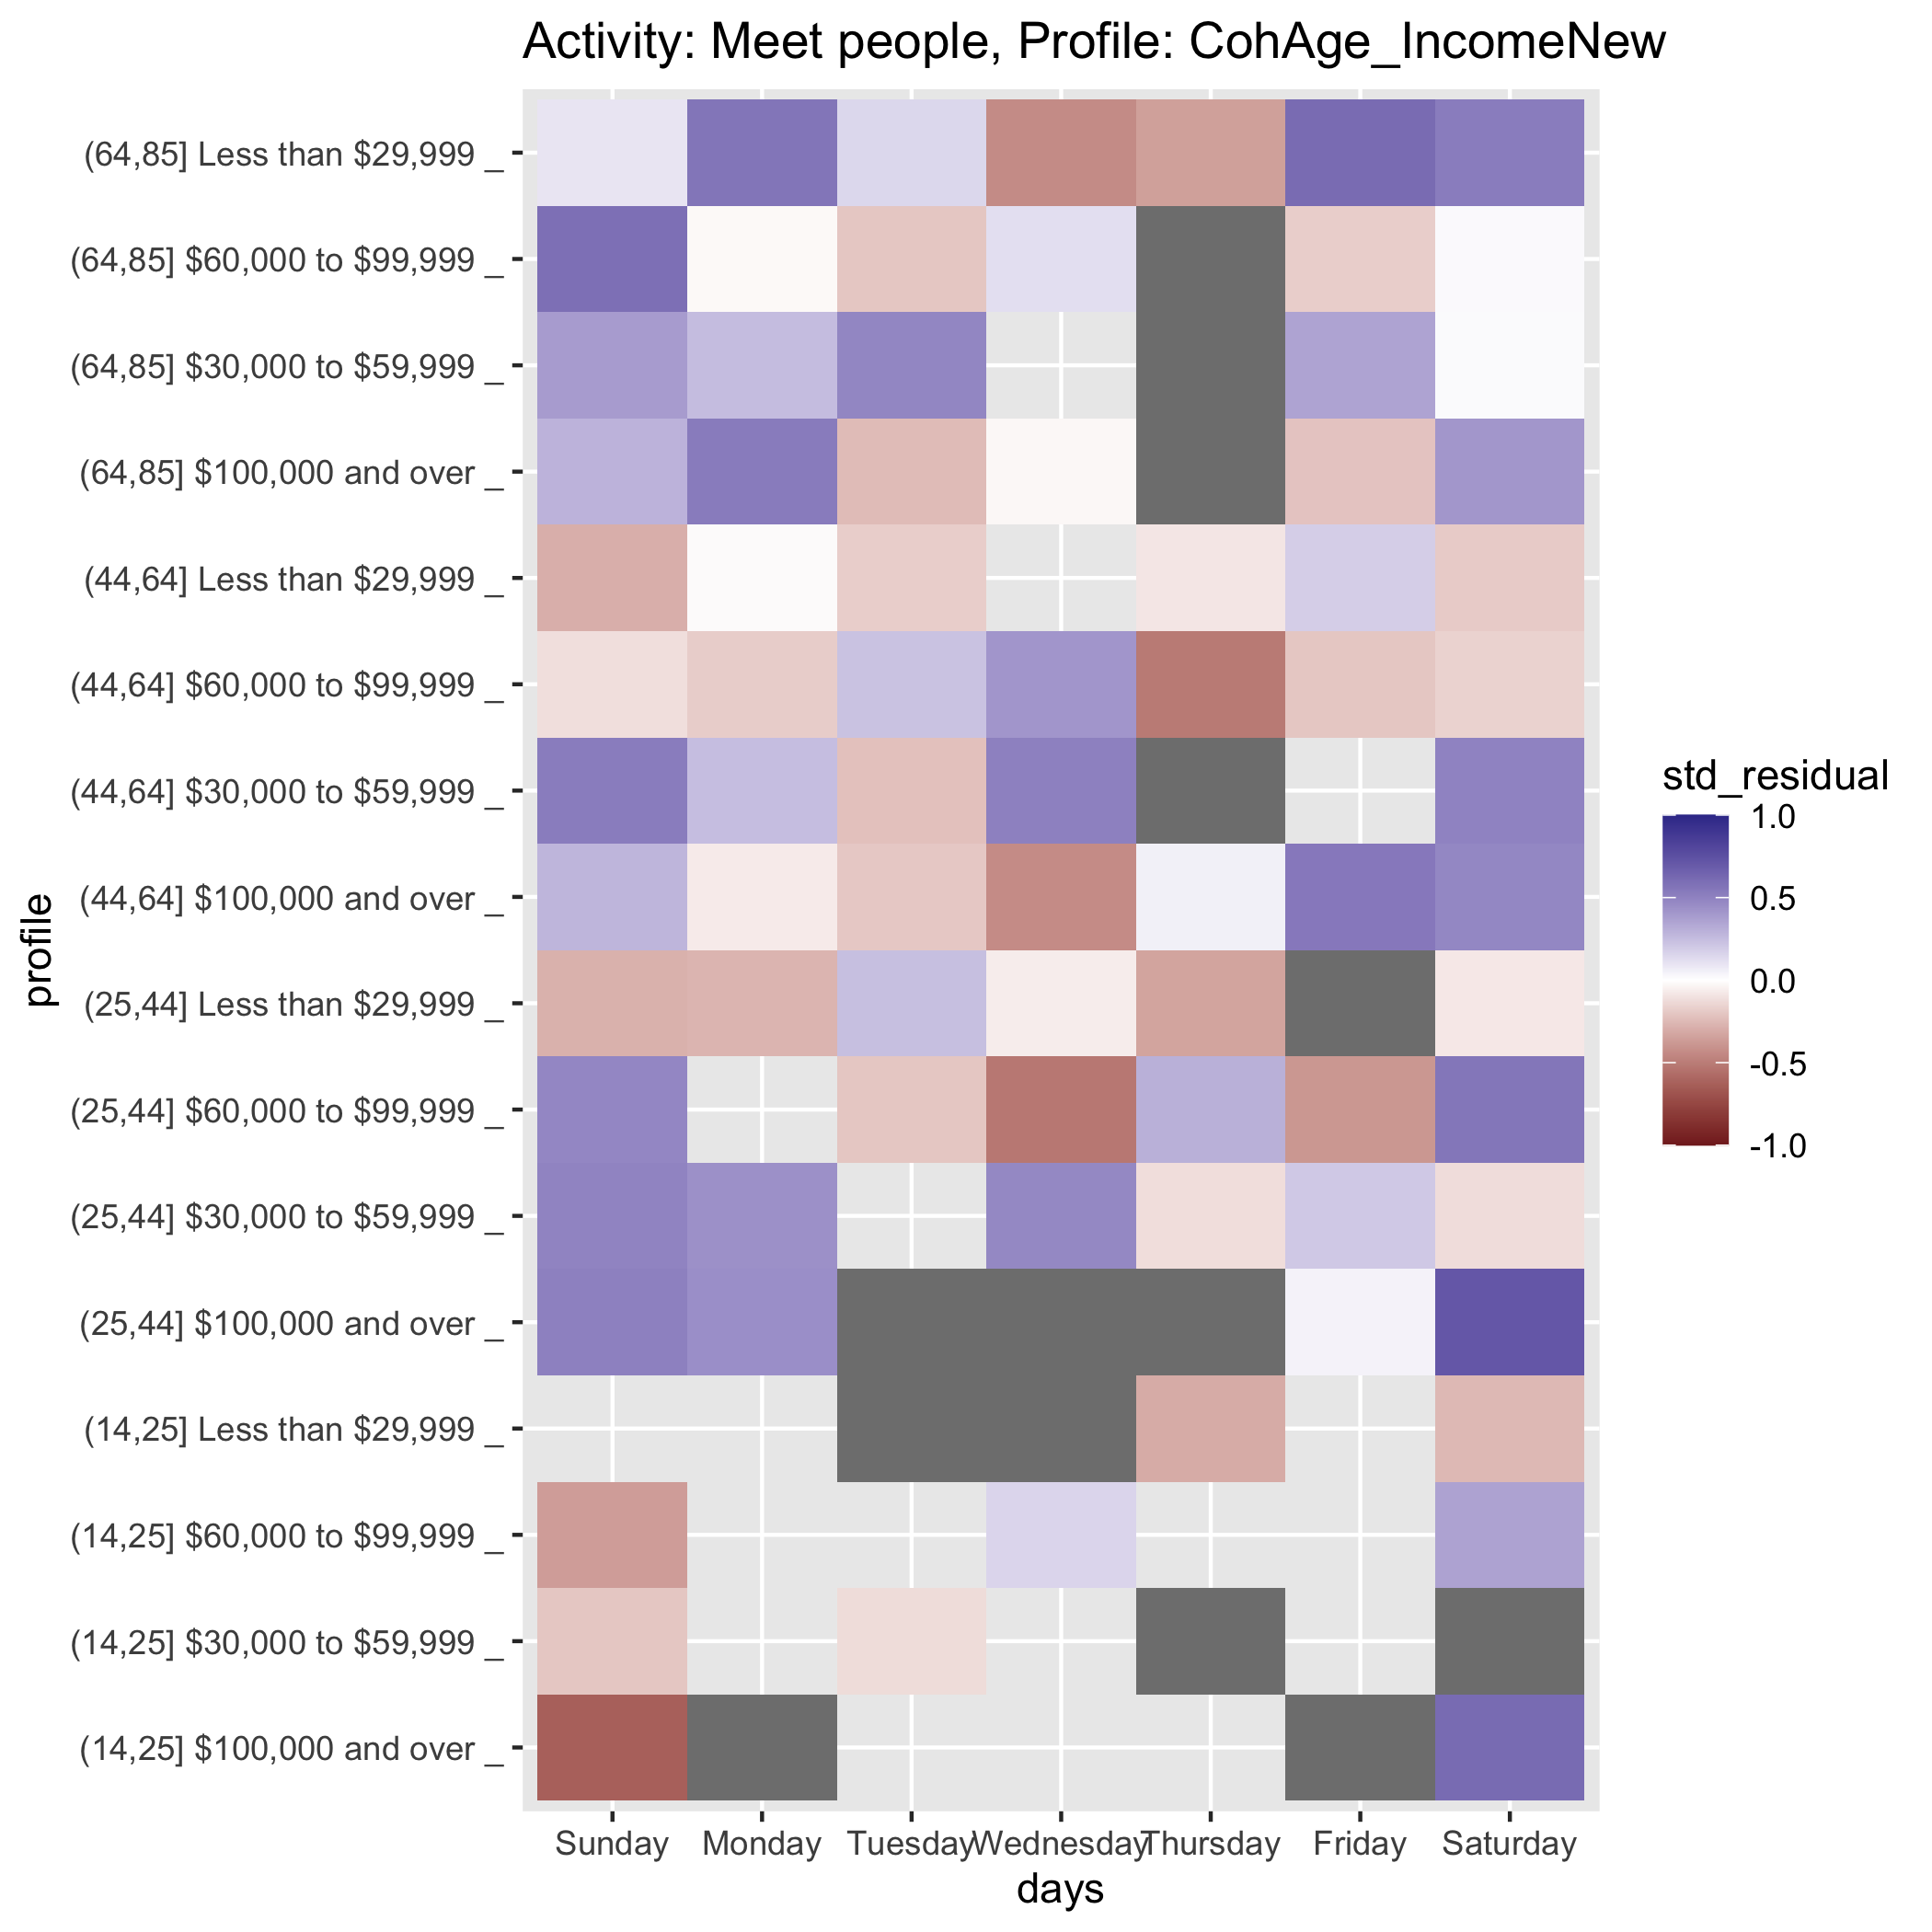 Activity: Meet people, Profile: CohAge_IncomeNew
(64,85] Less than $29,999 _
(64,85] $60,000 to $99,999 _
(64,85] $30,000 to $59,999 _
(64,85] $100,000 and over _
(44,64] Less than $29,999 _
(44,64] $60,000 to $99,999 _
(44,64] $30,000 to $59,999 _
(44,64] $100,000 and over _
(25,44] Less than $29,999 _
(25,44] $60,000 to $99,999 _
(25,44] $30,000 to $59,999 _
(25,44] $100,000 and over _
(14,25] Less than $29,999 _
(14,25] $60,000 to $99,999 _
(14,25] $30,000 to $59,999 _
(14,25] $100,000 and over _
profile
Sunday Monday Tuesday Wednesday Thursday Friday Saturday
days
std_residual
1.0
0.5
0.0
-0.5
-1.0